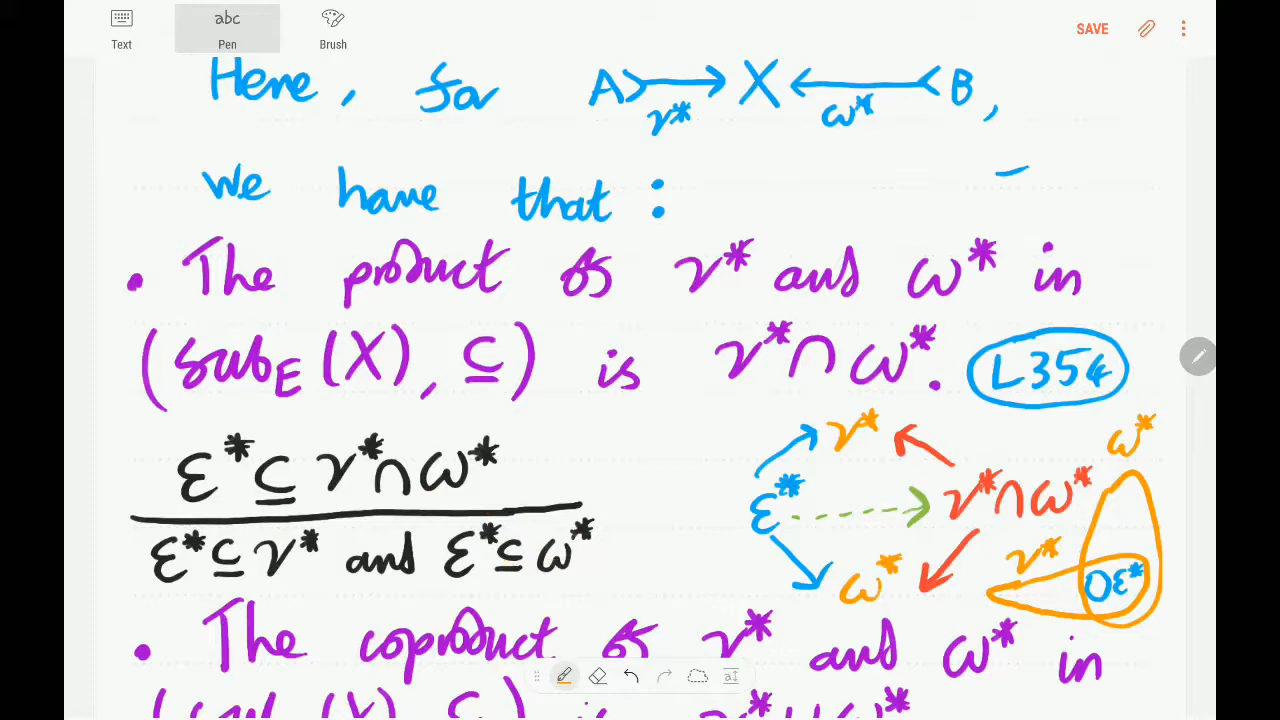 Text
abc
Pen
Brush
SAVE
Here, for A >→ X ←< B,
γ* ω*
We have that:
• The product of γ* and ω* in
(Sub_E(X), ⊆) is γ*∩ω*. L354
ε* ⊆ γ*∩ω*
ε* ⊆ γ* and ε* ⊆ ω*
γ* ω*
ε* γ*∩ω*
γ*
ω* ε*
• The coproduct of γ* and ω* in